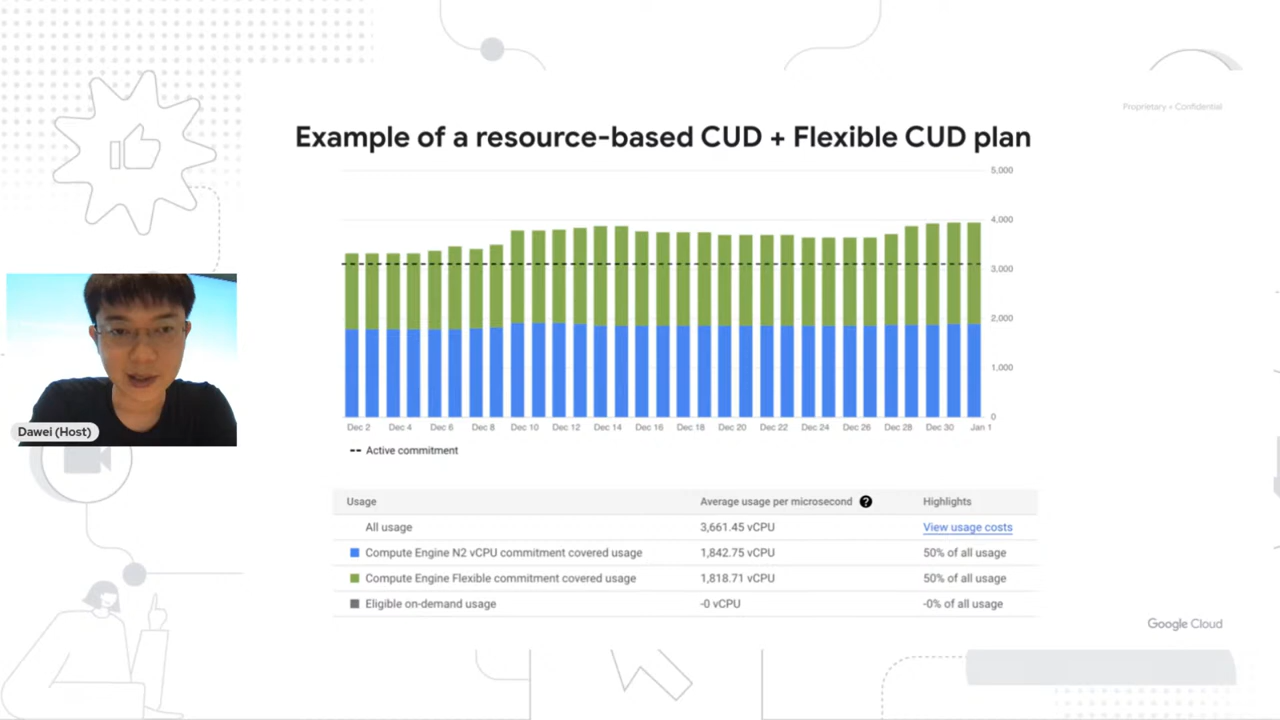 Proprietary + Confidential
Example of a resource-based CUD + Flexible CUD plan
5,000
4,000
3,000
2,000
1,000
0
Dec 2 Dec 4 Dec 6 Dec 8 Dec 10 Dec 12 Dec 14 Dec 16 Dec 18 Dec 20 Dec 22 Dec 24 Dec 26 Dec 28 Dec 30 Jan 1
Dawei (Host)
-- Active commitment
Usage Average usage per microsecond ? Highlights
All usage 3,661.45 vCPU View usage costs
Compute Engine N2 vCPU commitment covered usage 1,842.75 vCPU 50% of all usage
Compute Engine Flexible commitment covered usage 1,818.71 vCPU 50% of all usage
Eligible on-demand usage -0 vCPU -0% of all usage
Google Cloud